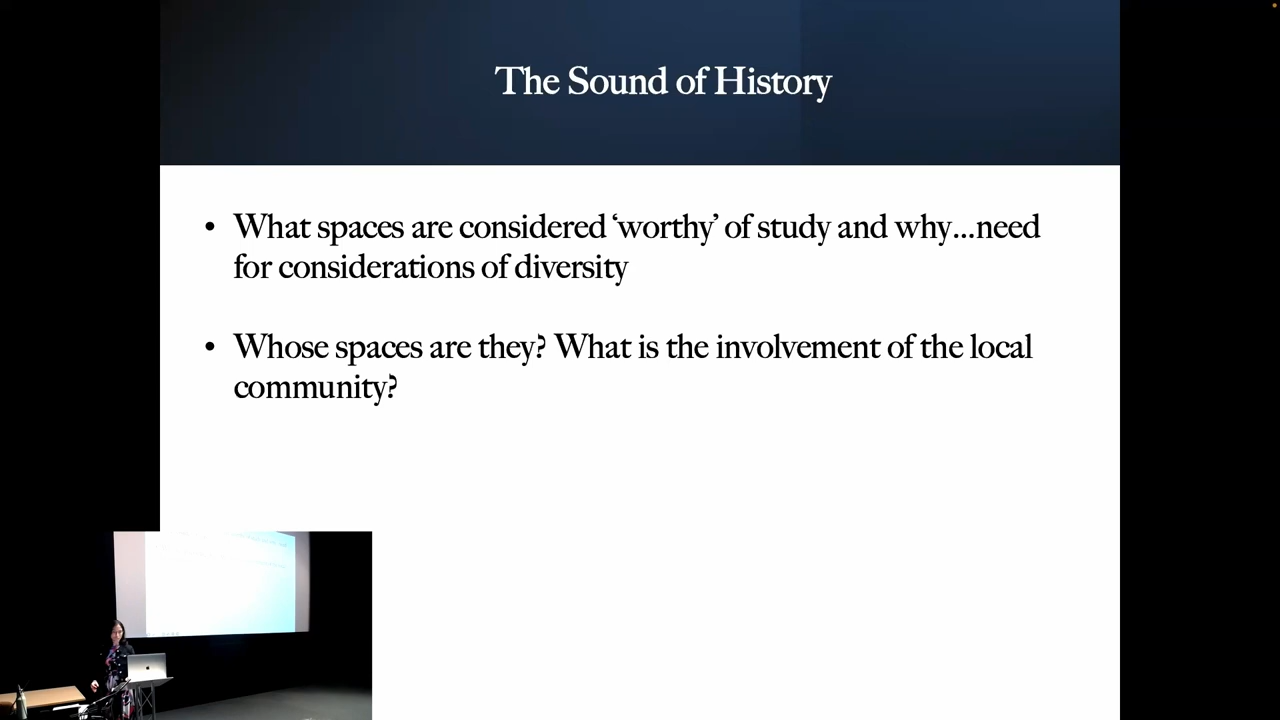 The Sound of History
• What spaces are considered ‘worthy’ of study and why...need
for considerations of diversity
• Whose spaces are they? What is the involvement of the local
community?